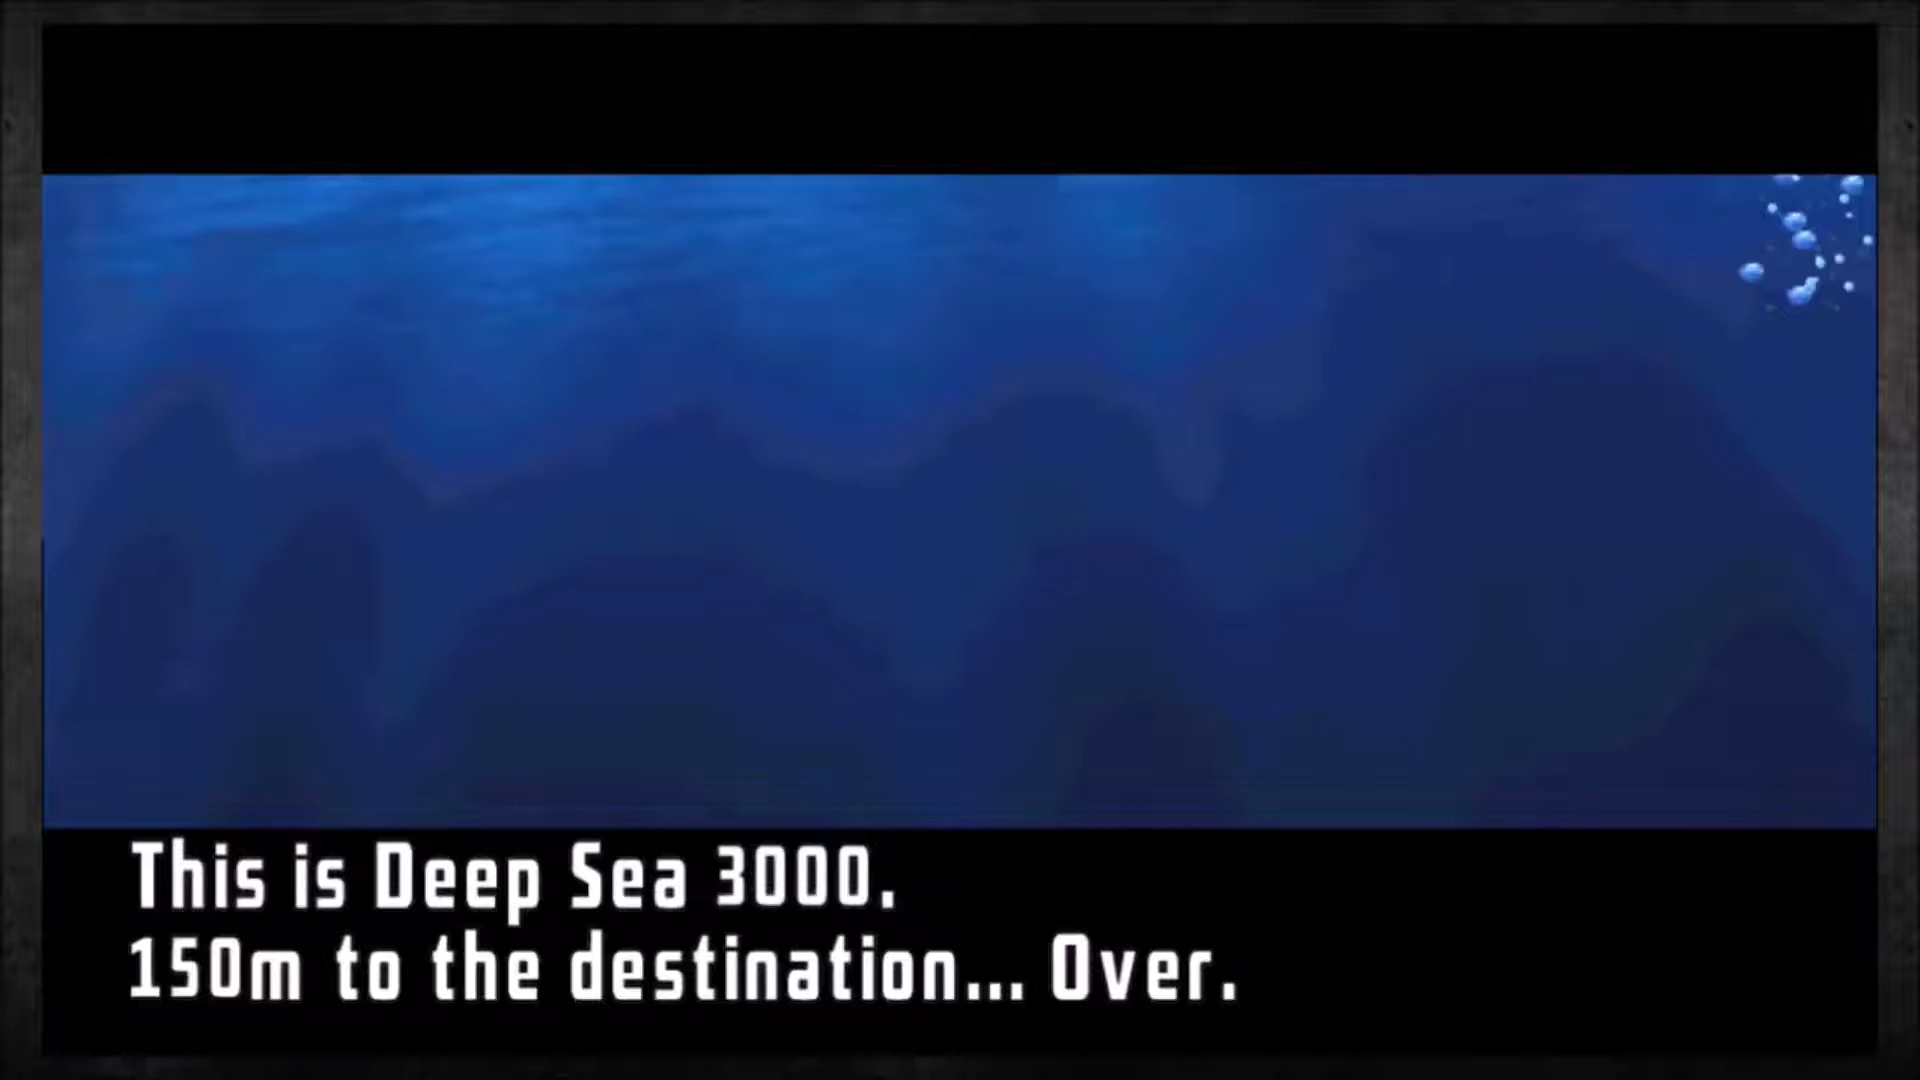 This is Deep Sea 3000.
150m to the destination... Over.